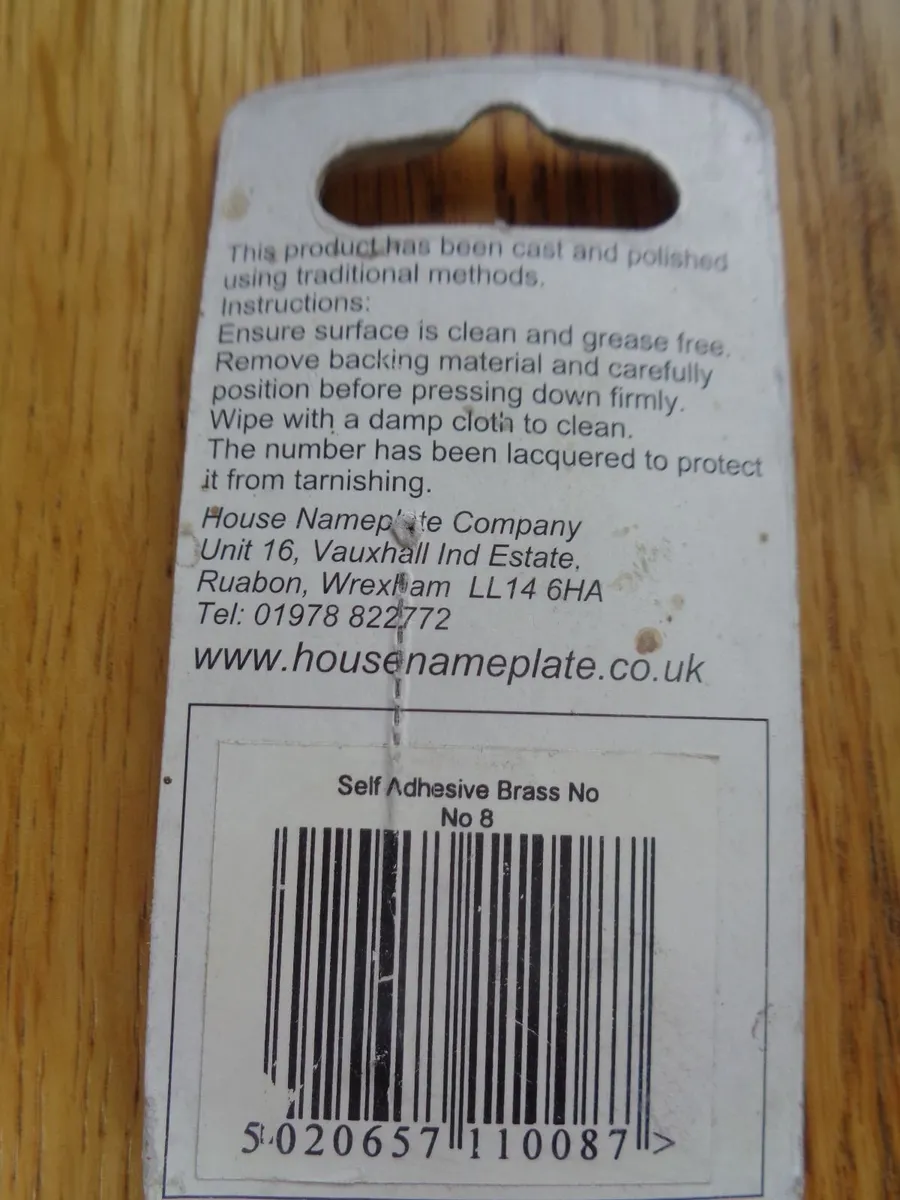 This product has been cast and polished
using traditional methods.
Instructions:
Ensure surface is clean and grease free.
Remove backing material and carefully
position before pressing down firmly.
Wipe with a damp cloth to clean.
The number has been lacquered to protect
it from tarnishing.
House Nameplate Company
Unit 16, Vauxhall Ind Estate,
Ruabon, Wrexham LL14 6HA
Tel: 01978 822772
www.housenameplate.co.uk
Self Adhesive Brass No
No 8
5 020657 110087 >